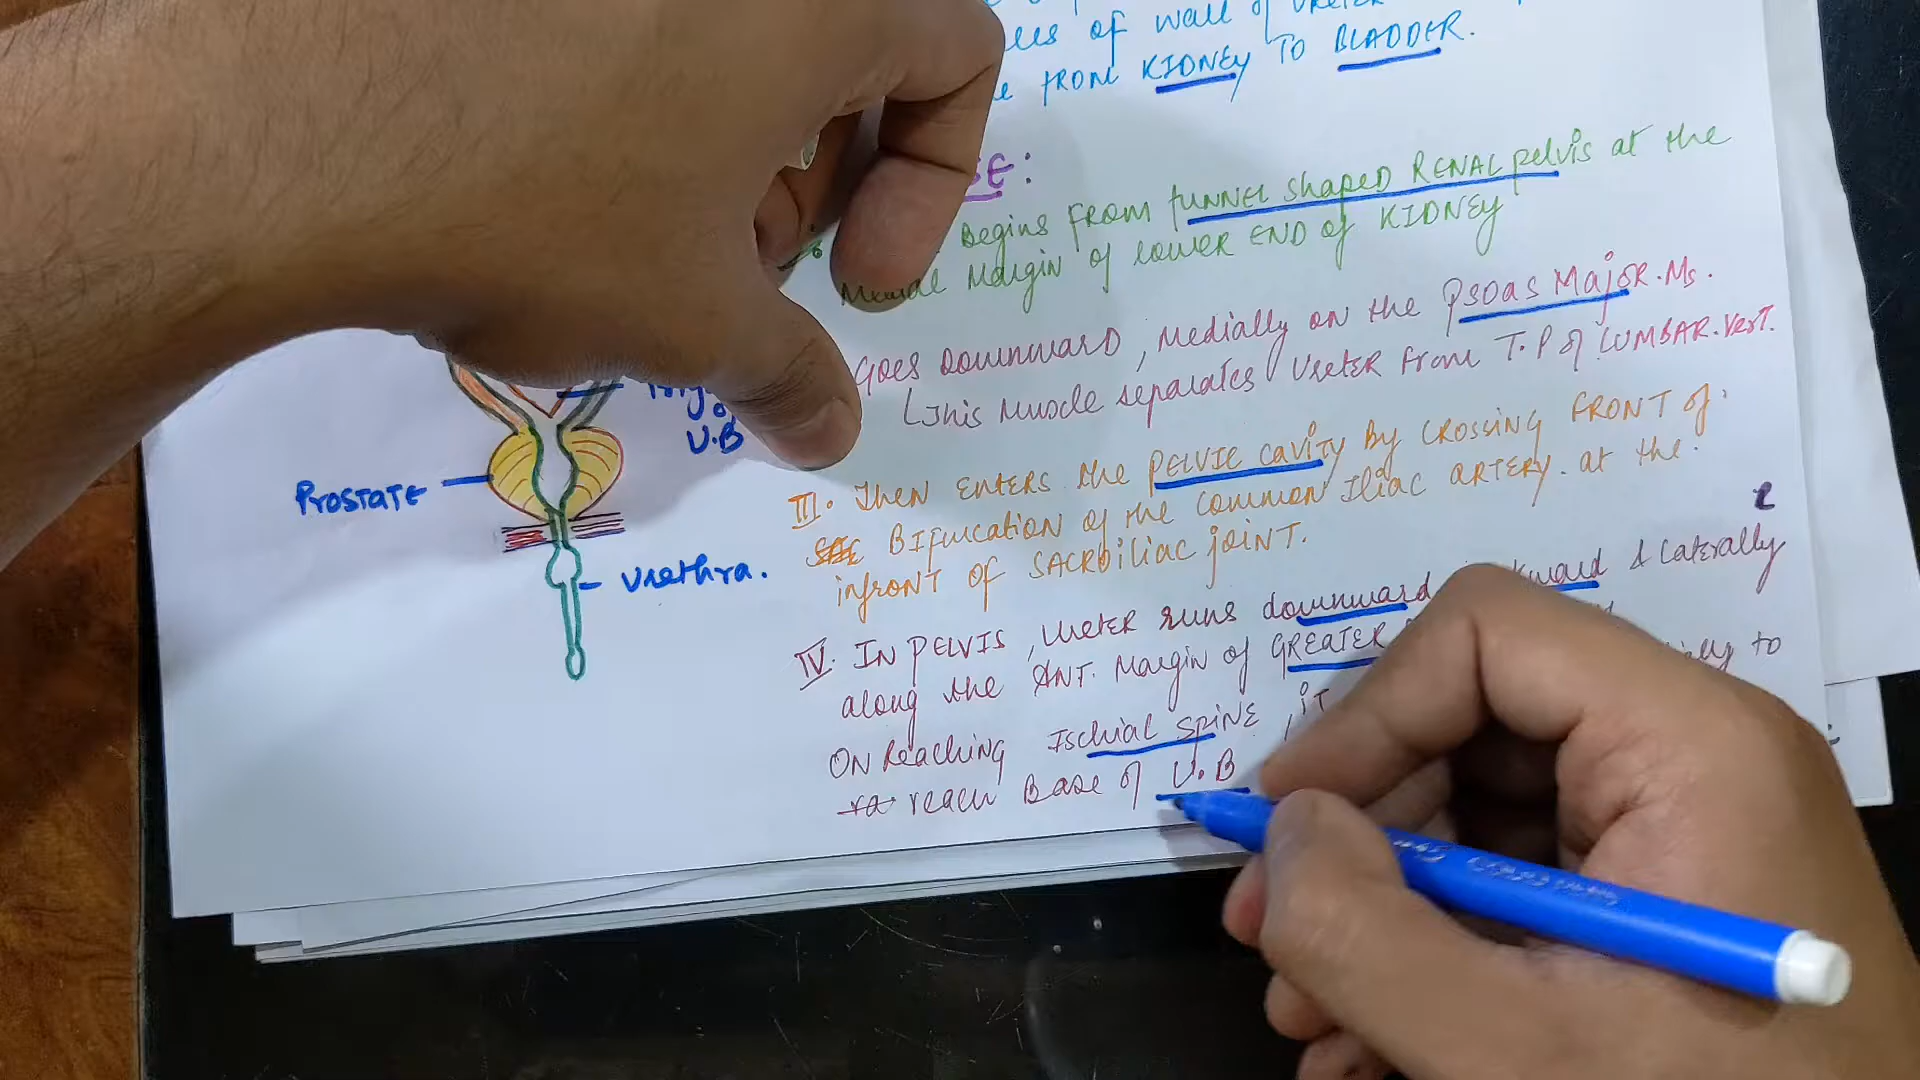 of wall of Ureter
FROM KIDNEY TO BLADDER.
Begins From funnel shaped RENAL pelvis at the
Margin of lower END of KIDNEY
Goes Downward, Medially on the Psoas Major.Ms.
(This Muscle separates Ureter from T.P of LUMBAR.VerT.
III. Then ENTERS the PELVIC cavity By CROSSING FRONT of
Bifurcation of the common Iliac ARTERY. at the
infront OF SACROiliac joiNT.
IV. IN PELVIS, Ureter runs downward & Laterally
along the ANT. Margin of GREATER
ON Reaching Ischial SpiNE, iT to
reach Base of U.B
U.B
Prostate
Urethra.